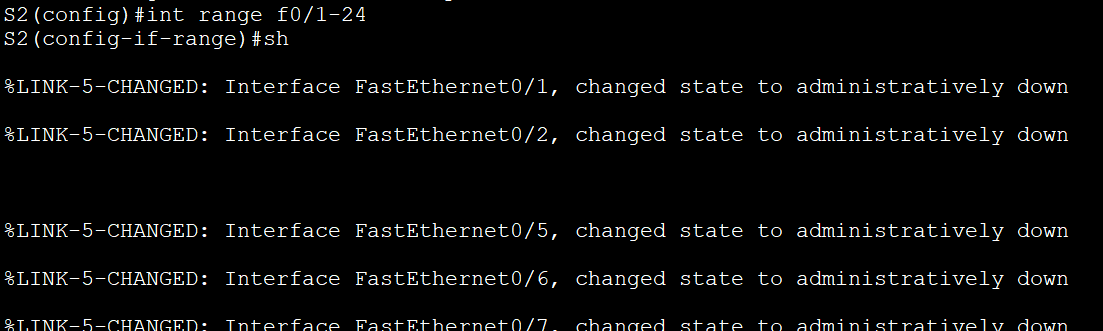 S2(config)#int range f0/1-24
S2(config-if-range)#sh
%LINK-5-CHANGED: Interface FastEthernet0/1, changed state to administratively down
%LINK-5-CHANGED: Interface FastEthernet0/2, changed state to administratively down
%LINK-5-CHANGED: Interface FastEthernet0/5, changed state to administratively down
%LINK-5-CHANGED: Interface FastEthernet0/6, changed state to administratively down
%LINK-5-CHANGED: Interface FastEthernet0/7, changed state to administratively down